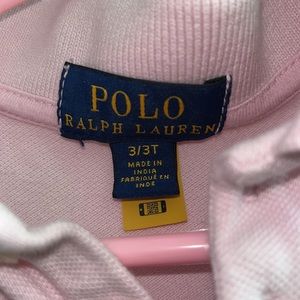 POLO
RALPH LAUREN
3/3T
MADE IN
INDIA
FABRIQUÉ EN
INDE